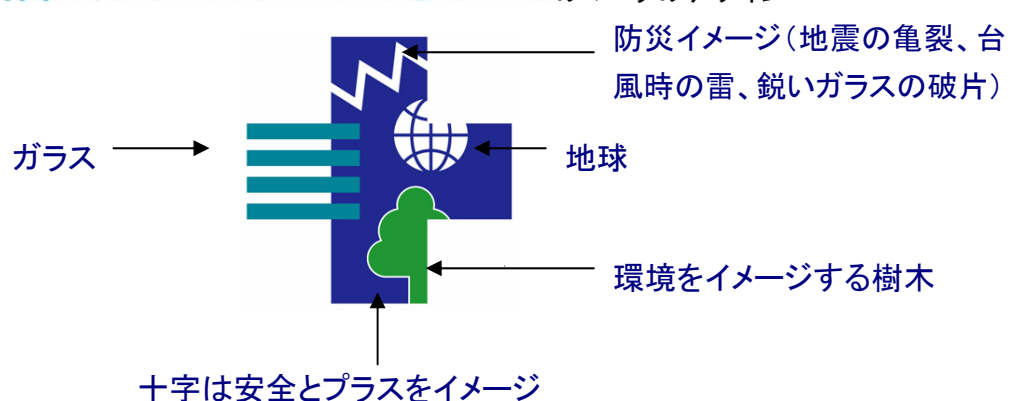 防災イメージ（地震の亀裂、台
風時の雷、鋭いガラスの破片）
ガラス
地球
環境をイメージする樹木
十字は安全とプラスをイメージ